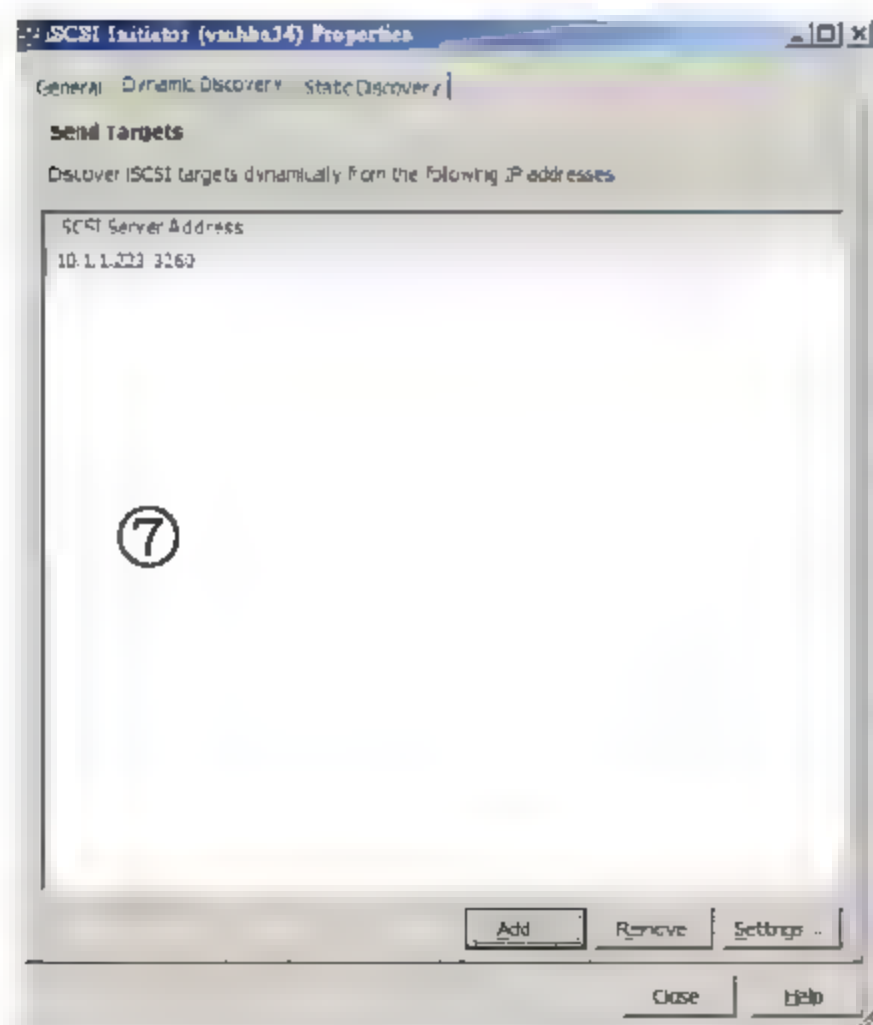 iSCSI Initiator (vmhba34) Properties
General Dynamic Discovery Static Discovery
Send Targets
Discover iSCSI targets dynamically from the following IP addresses
iSCSI Server Address
10.1.1.223:3260
⑦
Add Remove Settings...
Close Help